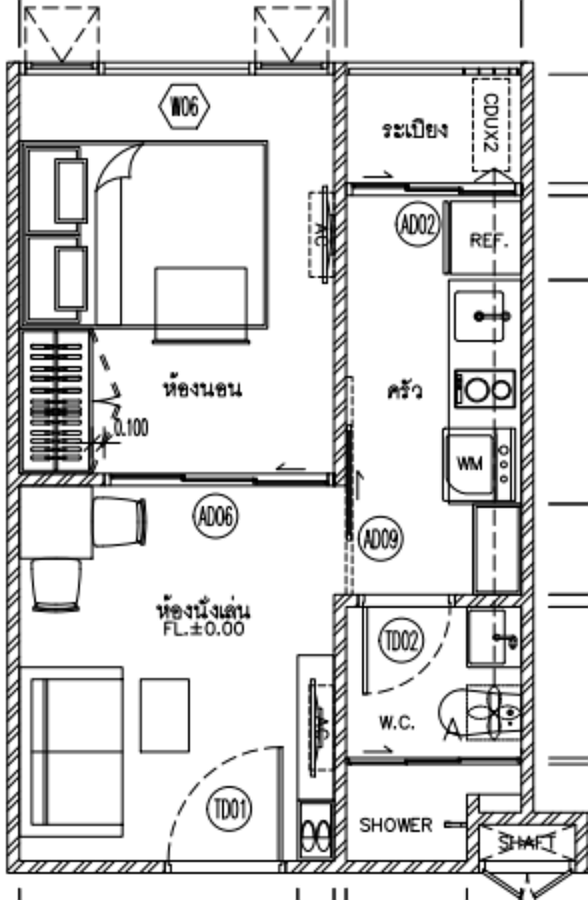 W06
ระเบียง
CDUX2
AD02
REF.
AC
ห้องนอน
ครัว
0.100
WM
AD06
AD09
ห้องนั่งเล่น
FL.±0.00
TD02
W.C.
AC
TD01
SHOWER
SHAFT